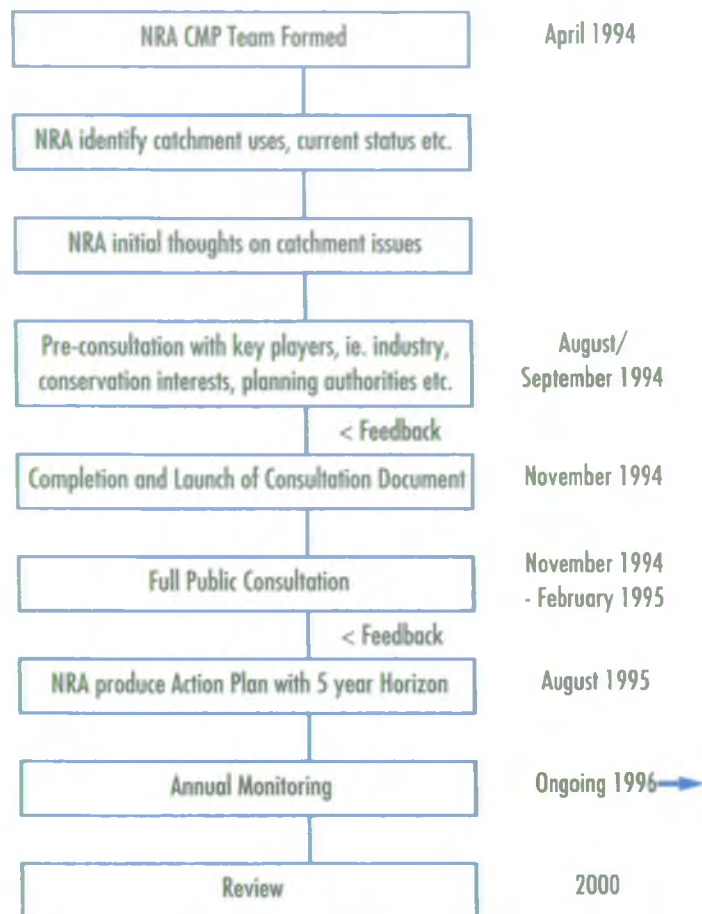 NRA CMP Team Formed
April 1994
NRA identify catchment uses, current status etc.
NRA initial thoughts on catchment issues
Pre-consultation with key players, ie. industry,
conservation interests, planning authorities etc.
August/
September 1994
< Feedback
Completion and Launch of Consultation Document
November 1994
Full Public Consultation
November 1994
- February 1995
< Feedback
NRA produce Action Plan with 5 year Horizon
August 1995
Annual Monitoring
Ongoing 1996
Review
2000